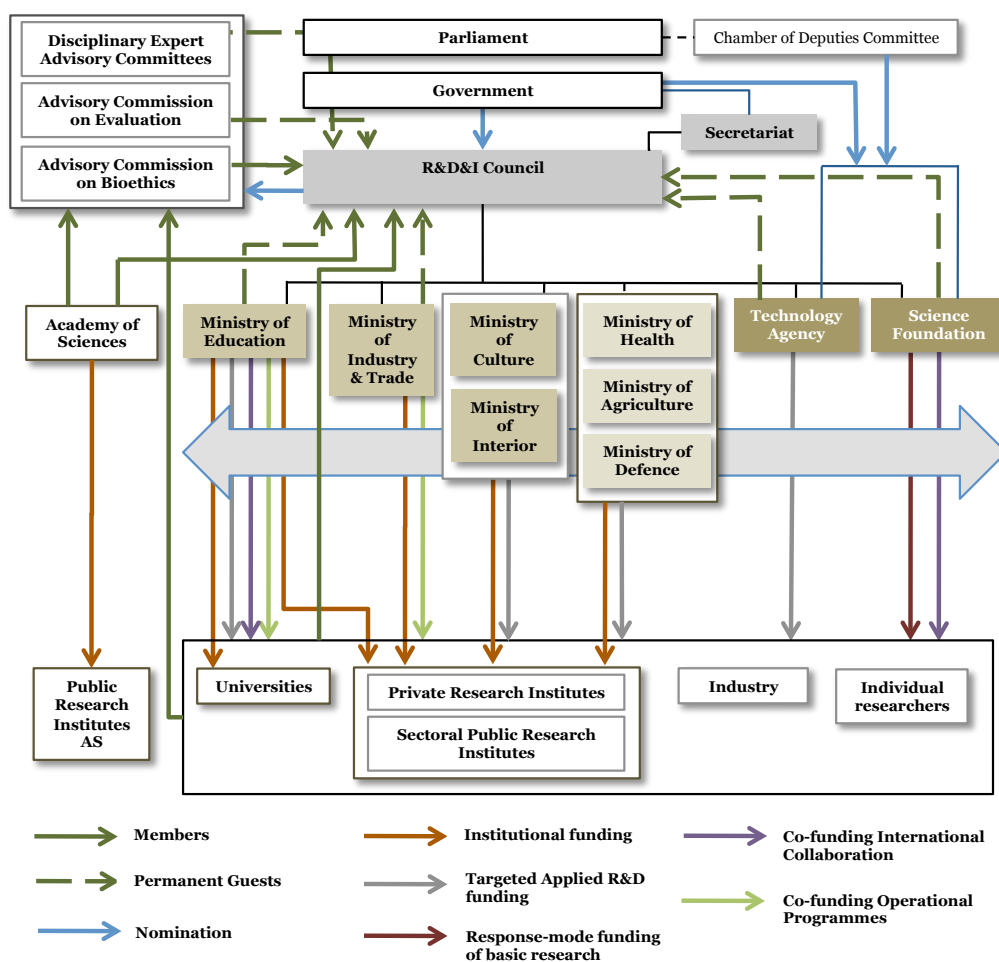 Disciplinary Expert
Advisory Committees
Advisory Commission
on Evaluation
Advisory Commission
on Bioethics
Parliament
Chamber of Deputies Committee
Government
Secretariat
R&D&I Council
Academy of
Sciences
Ministry of
Education
Ministry
of
Industry
& Trade
Ministry
of
Culture
Ministry
of
Interior
Ministry of
Health
Ministry of
Agriculture
Ministry of
Defence
Technology
Agency
Science
Foundation
Public
Research
Institutes
AS
Universities
Private Research Institutes
Sectoral Public Research
Institutes
Industry
Individual
researchers
Members
Permanent Guests
Nomination
Institutional funding
Targeted Applied R&D
funding
Response-mode funding
of basic research
Co-funding International
Collaboration
Co-funding Operational
Programmes